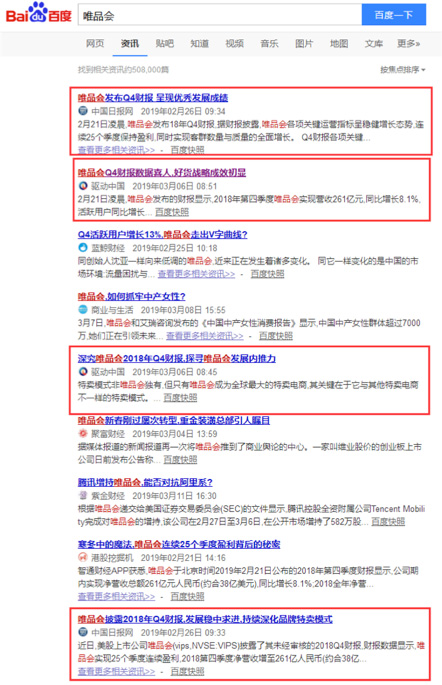 Bai du 百度 唯品会 百度一下
网页 资讯 贴吧 知道 视频 音乐 图片 地图 文库 更多»
找到相关资讯约508,000篇 按焦点排序
唯品会发布Q4财报 呈现优秀发展成绩
中国日报网 2019年02月26日 09:34
2月21日凌晨,唯品会发布18年Q4财报,据财报披露,唯品会各项关键运营指标呈稳健增长态势,连
续25个季度保持盈利,同时实现客群数量与质量的全面增长。 Q4财报各项关键...
查看更多相关资讯>> - 百度快照
唯品会Q4财报数据喜人,好货战略成效初显
驱动中国 2019年03月06日 08:51
2月21日凌晨,唯品会发布的财报显示,2018年第四季度唯品会实现营收261亿元,同比增长8.1%,
活跃用户同比增长... 百度快照
Q4活跃用户增长13%,唯品会走出V字曲线?
蓝鲸财经 2019年02月25日 10:18
同创始人沈亚一样向来低调的唯品会,近来正在发生着诸多变化。 同它一样变化的是中国的市
场环境:流量困扰与... 查看更多相关资讯>> - 百度快照
唯品会,如何抓牢中产女性?
商业与生活 2019年03月08日 15:55
3月7日,唯品会和艾瑞咨询发布的《中国中产女性消费报告》显示,中国中产女性群体超过7000
万,她们正在引领未来... 查看更多相关资讯>> - 百度快照
深究唯品会2018年Q4财报,探寻唯品会发展内推力
驱动中国 2019年03月06日 08:45
特卖模式非唯品会独有,但只有唯品会成为全球最大的特卖电商,其关键在于它与其他特卖电商
不一样的特卖模式。... 百度快照
唯品会新春刚过屡次转型,重金装潢总部引人瞩目
聚富财经 2019年03月04日 13:59
据媒体报道的新闻报道再一次将唯品会推到了商业舆论的中心。一家叫维业股价的创业板上市
公司日前发布公告称... 百度快照
腾讯增持唯品会,能否对抗阿里系?
紫金财经 2019年03月11日 16:30
根据唯品会递交给美国证券交易委员会(SEC)的文件显示,腾讯控股全资附属公司Tencent Mobili
ty完成对唯品会的增持,该公司在2月27日至3月6日,在公开市场增持了582万股... 百度快照
寒冬中的魔法,唯品会连续25个季度盈利背后的秘密
港股挖掘机 2019年02月21日 14:16
智通财经APP获悉,唯品会于北京时间2019年2月21日公布的2018年第四季度财报显示,公司期
内实现净营收总额261亿元人民币(约合38亿美元),同比增长8.1%;2018全年净营...
查看更多相关资讯>> - 百度快照
唯品会披露2018年Q4财报,发展稳中求进,持续深化品牌特卖模式
中国日报网 2019年02月26日 09:33
近日,美股上市公司唯品会(vips,NVSE:VIPS)披露了其未经审核的2018Q4财报,财报数据显示,唯
品会实现25个季度连续盈利,2018第四季度净营收增至261亿人民币(约合38亿...
查看更多相关资讯>> - 百度快照